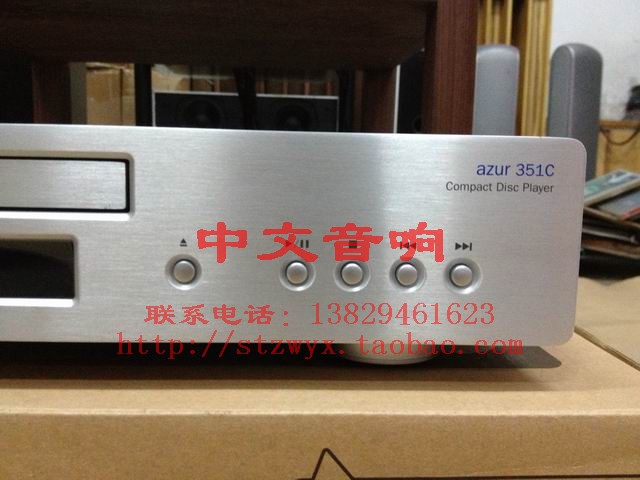 azur 351C
Compact Disc Player
中文音响
联系电话: 13829461623
http://stzwyx.taobao.com